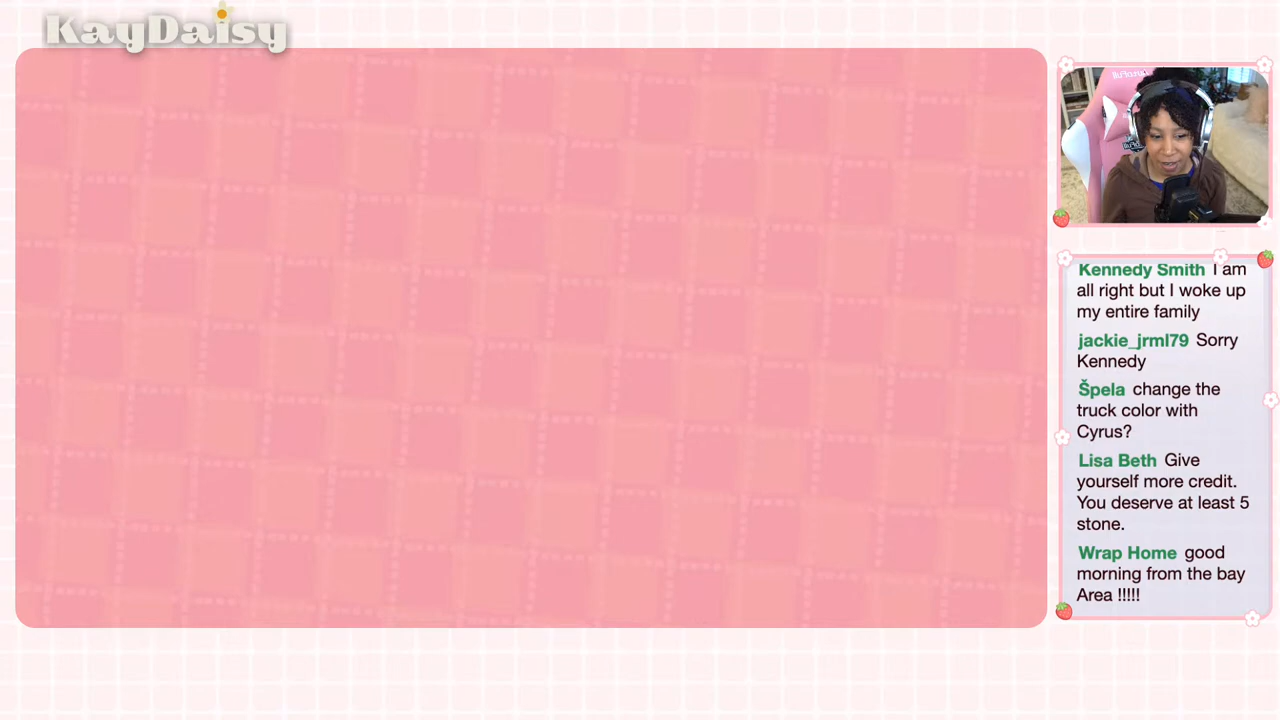 KayDaisy
Kennedy Smith I am
all right but I woke up
my entire family
jackie_jrml79 Sorry
Kennedy
Špela change the
truck color with
Cyrus?
Lisa Beth Give
yourself more credit.
You deserve at least 5
stone.
Wrap Home good
morning from the bay
Area !!!!!